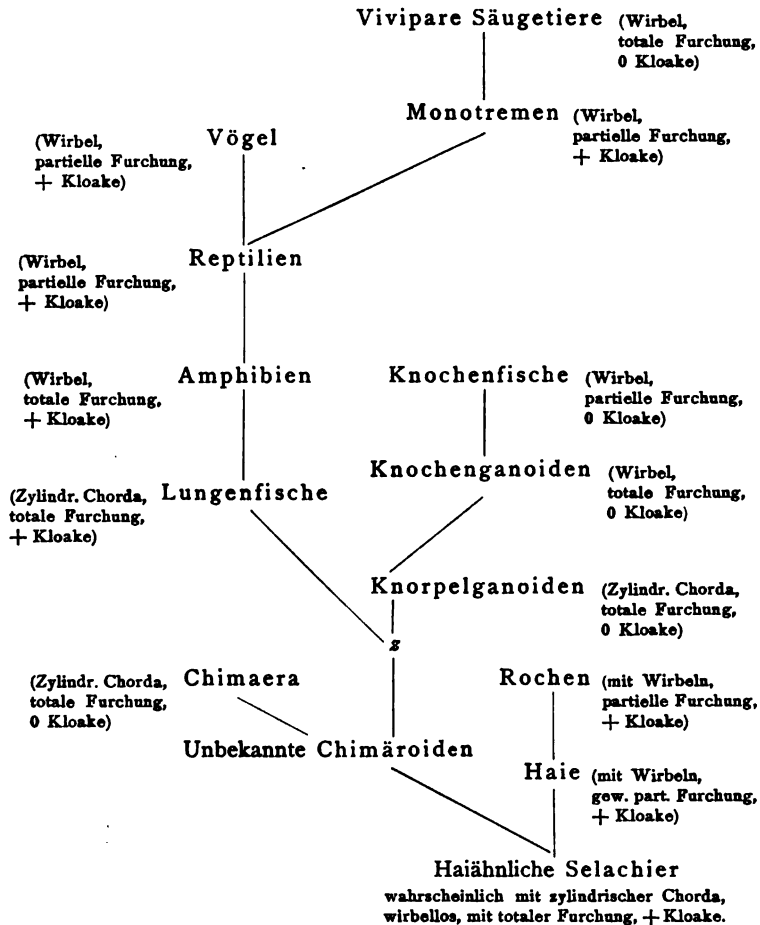 Vivipare Säugetiere (Wirbel,
totale Furchung,
0 Kloake)
Monotremen (Wirbel,
partielle Furchung,
+ Kloake)
(Wirbel, Vögel
partielle Furchung,
+ Kloake)
(Wirbel, Reptilien
partielle Furchung,
+ Kloake)
(Wirbel, Amphibien
totale Furchung,
+ Kloake)
Knochenfische (Wirbel,
partielle Furchung,
0 Kloake)
Knochenganoiden (Wirbel,
totale Furchung,
0 Kloake)
(Zylindr. Chorda, Lungenfische
totale Furchung,
+ Kloake)
Knorpelganoiden (Zylindr. Chorda,
totale Furchung,
0 Kloake)
z
(Zylindr. Chorda, Chimaera
totale Furchung,
0 Kloake)
Rochen (mit Wirbeln,
partielle Furchung,
+ Kloake)
Unbekannte Chimäroiden
Haie (mit Wirbeln,
gew. part. Furchung,
+ Kloake)
Haiähnliche Selachier
wahrscheinlich mit zylindrischer Chorda,
wirbellos, mit totaler Furchung, + Kloake.